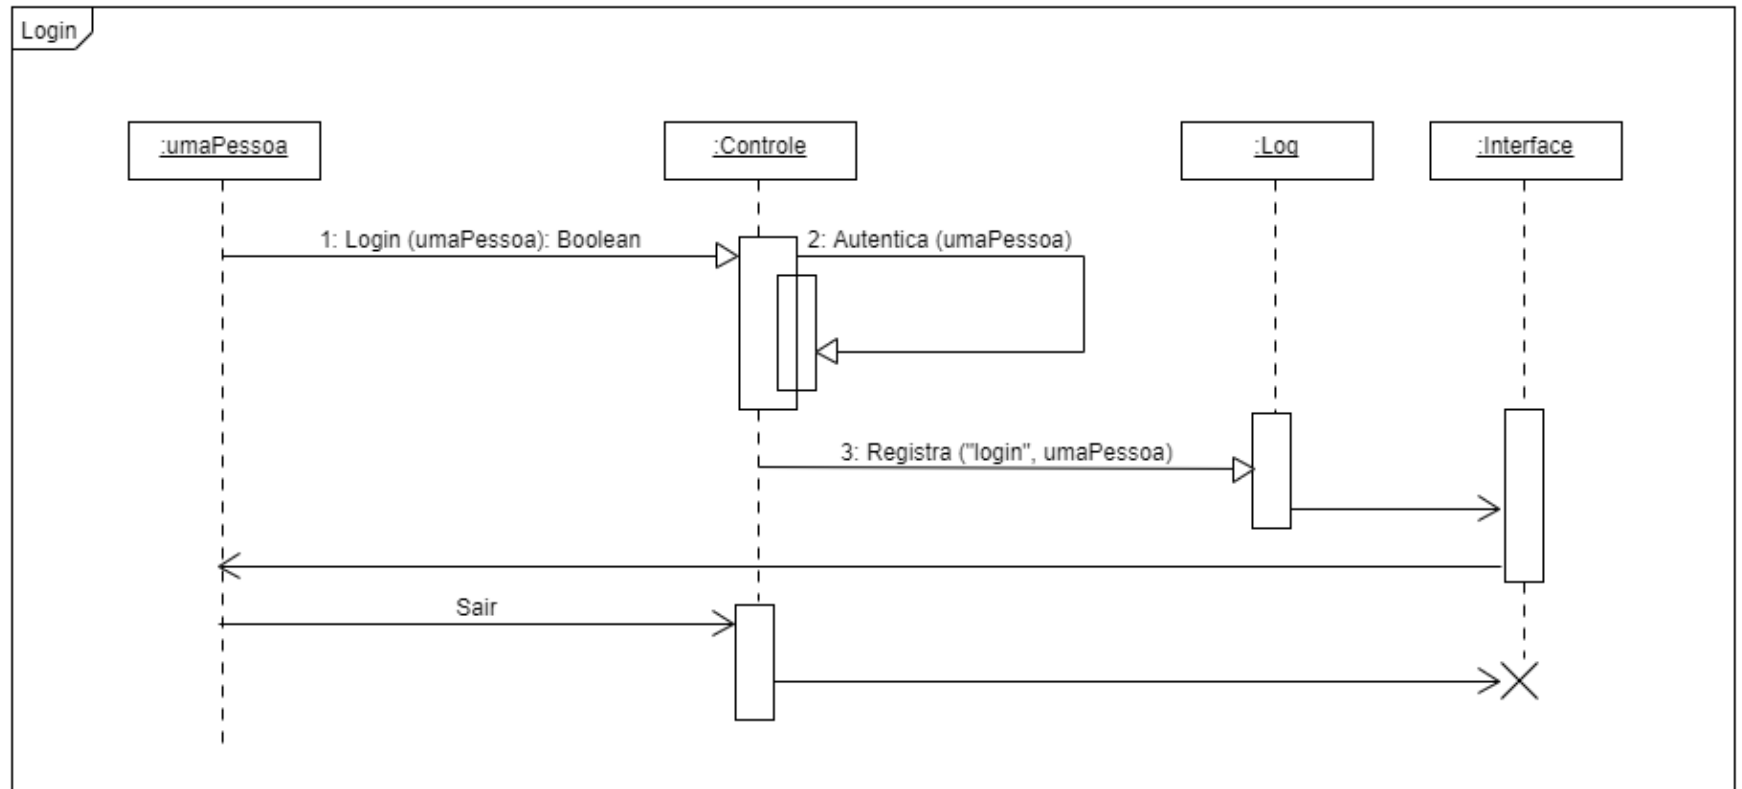 Login
:umaPessoa
:Controle
:Log
:Interface
1: Login (umaPessoa): Boolean
2: Autentica (umaPessoa)
3: Registra ("login", umaPessoa)
Sair